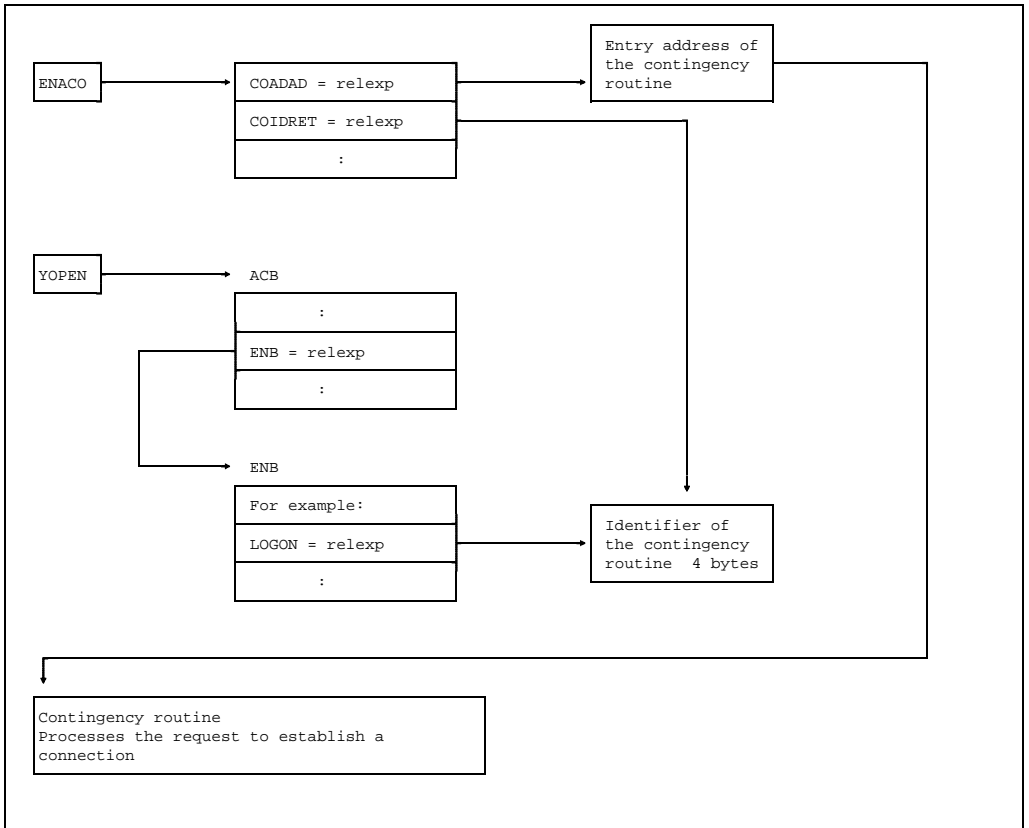 Entry address of
the contingency
routine
ENACO
COADAD = relexp
COIDRET = relexp
:
YOPEN
ACB
:
ENB = relexp
:
ENB
For example:
LOGON = relexp
:
Identifier of
the contingency
routine 4 bytes
Contingency routine
Processes the request to establish a
connection